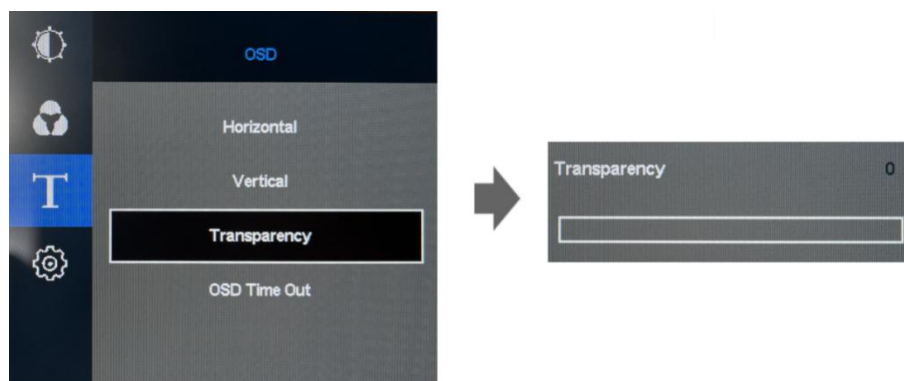 OSD
Horizontal
Vertical
Transparency
OSD Time Out
Transparency 0